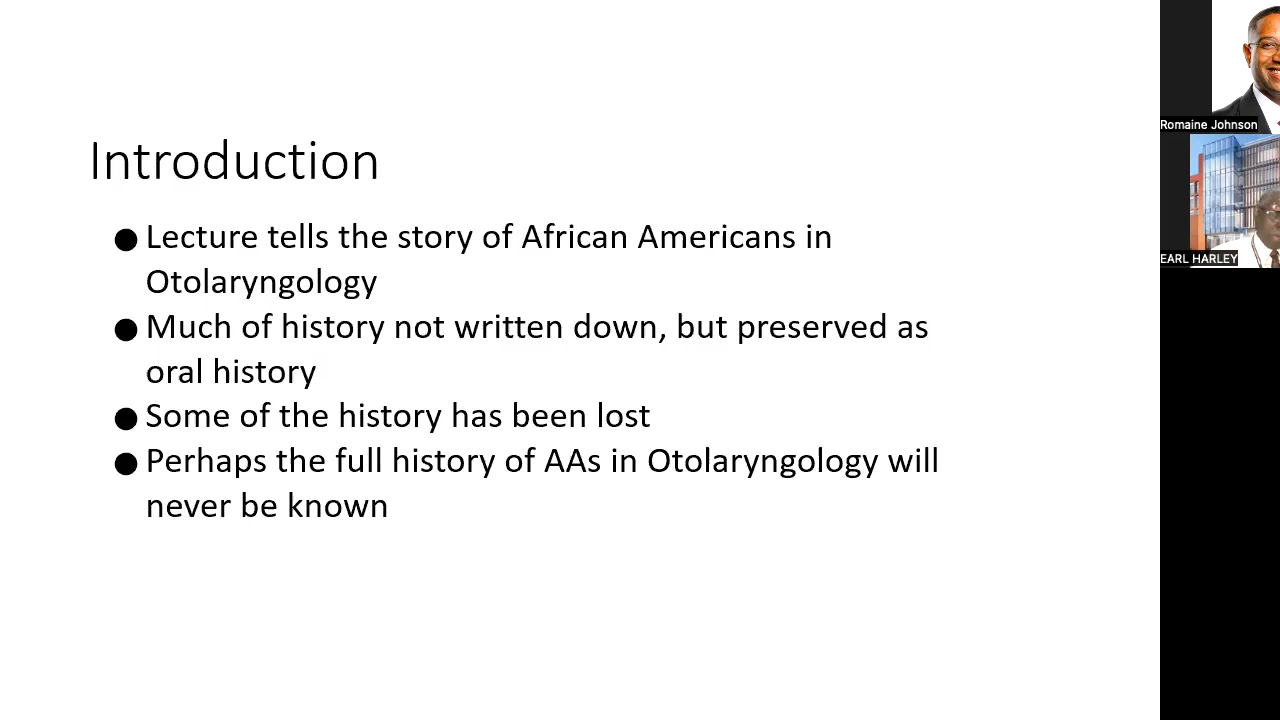 Introduction
● Lecture tells the story of African Americans in
Otolaryngology
● Much of history not written down, but preserved as
oral history
● Some of the history has been lost
● Perhaps the full history of AAs in Otolaryngology will
never be known
Romaine Johnson
EARL HARLEY